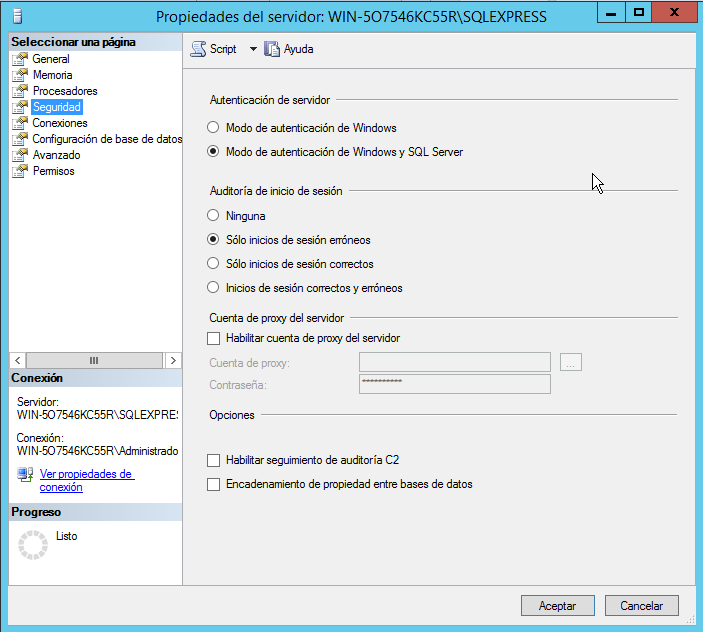 Propiedades del servidor: WIN-5O7546KC55R\SQLEXPRESS
Seleccionar una página
General
Memoria
Procesadores
Seguridad
Conexiones
Configuración de base de datos
Avanzado
Permisos
Script
Ayuda
Autenticación de servidor
Modo de autenticación de Windows
Modo de autenticación de Windows y SQL Server
Auditoría de inicio de sesión
Ninguna
Sólo inicios de sesión erróneos
Sólo inicios de sesión correctos
Inicios de sesión correctos y erróneos
Cuenta de proxy del servidor
Habilitar cuenta de proxy del servidor
Cuenta de proxy:
...
Contraseña:
**********
Opciones
Habilitar seguimiento de auditoría C2
Encadenamiento de propiedad entre bases de datos
Conexión
Servidor:
WIN-5O7546KC55R\SQLEXPRES
Conexión:
WIN-5O7546KC55R\Administrado
Ver propiedades de
conexión
Progreso
Listo
Aceptar
Cancelar